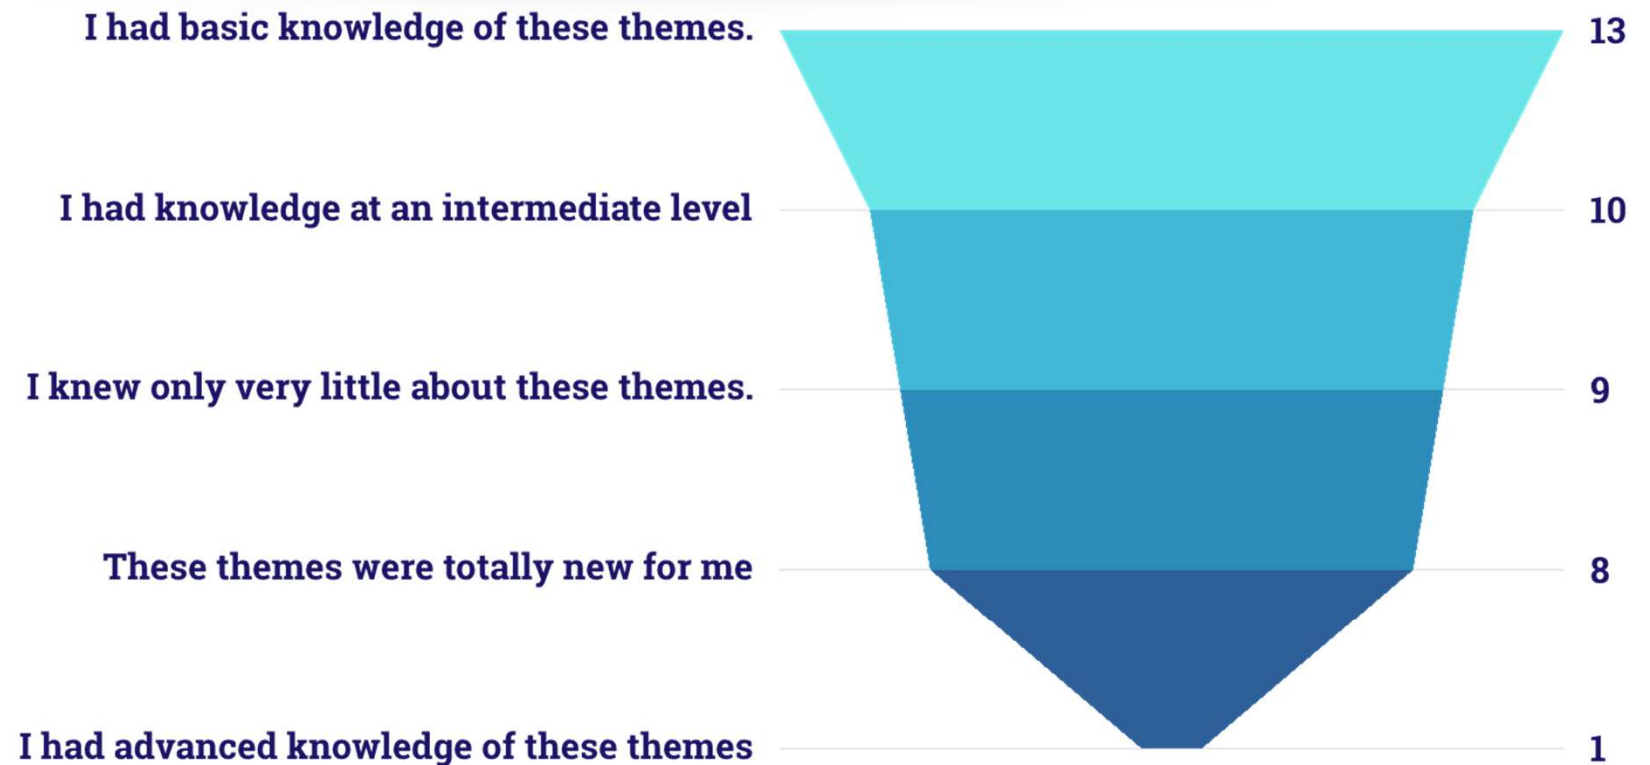 I had basic knowledge of these themes. 13
I had knowledge at an intermediate level 10
I knew only very little about these themes. 9
These themes were totally new for me 8
I had advanced knowledge of these themes 1